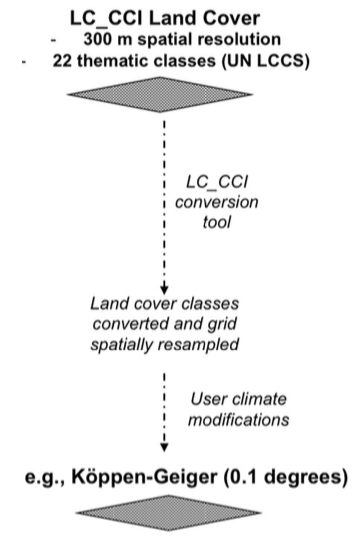 LC_CCI Land Cover
- 300 m spatial resolution
- 22 thematic classes (UN LCCS)
LC_CCI
conversion
tool
Land cover classes
converted and grid
spatially resampled
User climate
modifications
e.g., Köppen-Geiger (0.1 degrees)